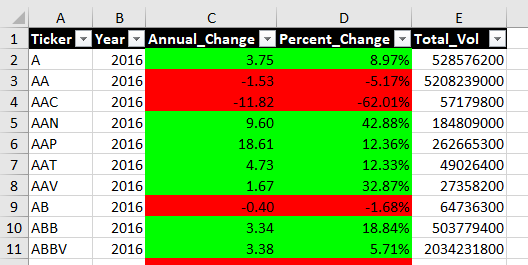 A B C D E
1 Ticker Year Annual_Change Percent_Change Total_Vol
2 A 2016 3.75 8.97% 528576200
3 AA 2016 -1.53 -5.17% 5208239000
4 AAC 2016 -11.82 -62.01% 57179800
5 AAN 2016 9.60 42.88% 184809000
6 AAP 2016 18.61 12.36% 262665300
7 AAT 2016 4.73 12.33% 49026400
8 AAV 2016 1.67 32.87% 27358200
9 AB 2016 -0.40 -1.68% 64736300
10 ABB 2016 3.34 18.84% 503779400
11 ABBV 2016 3.38 5.71% 2034231800